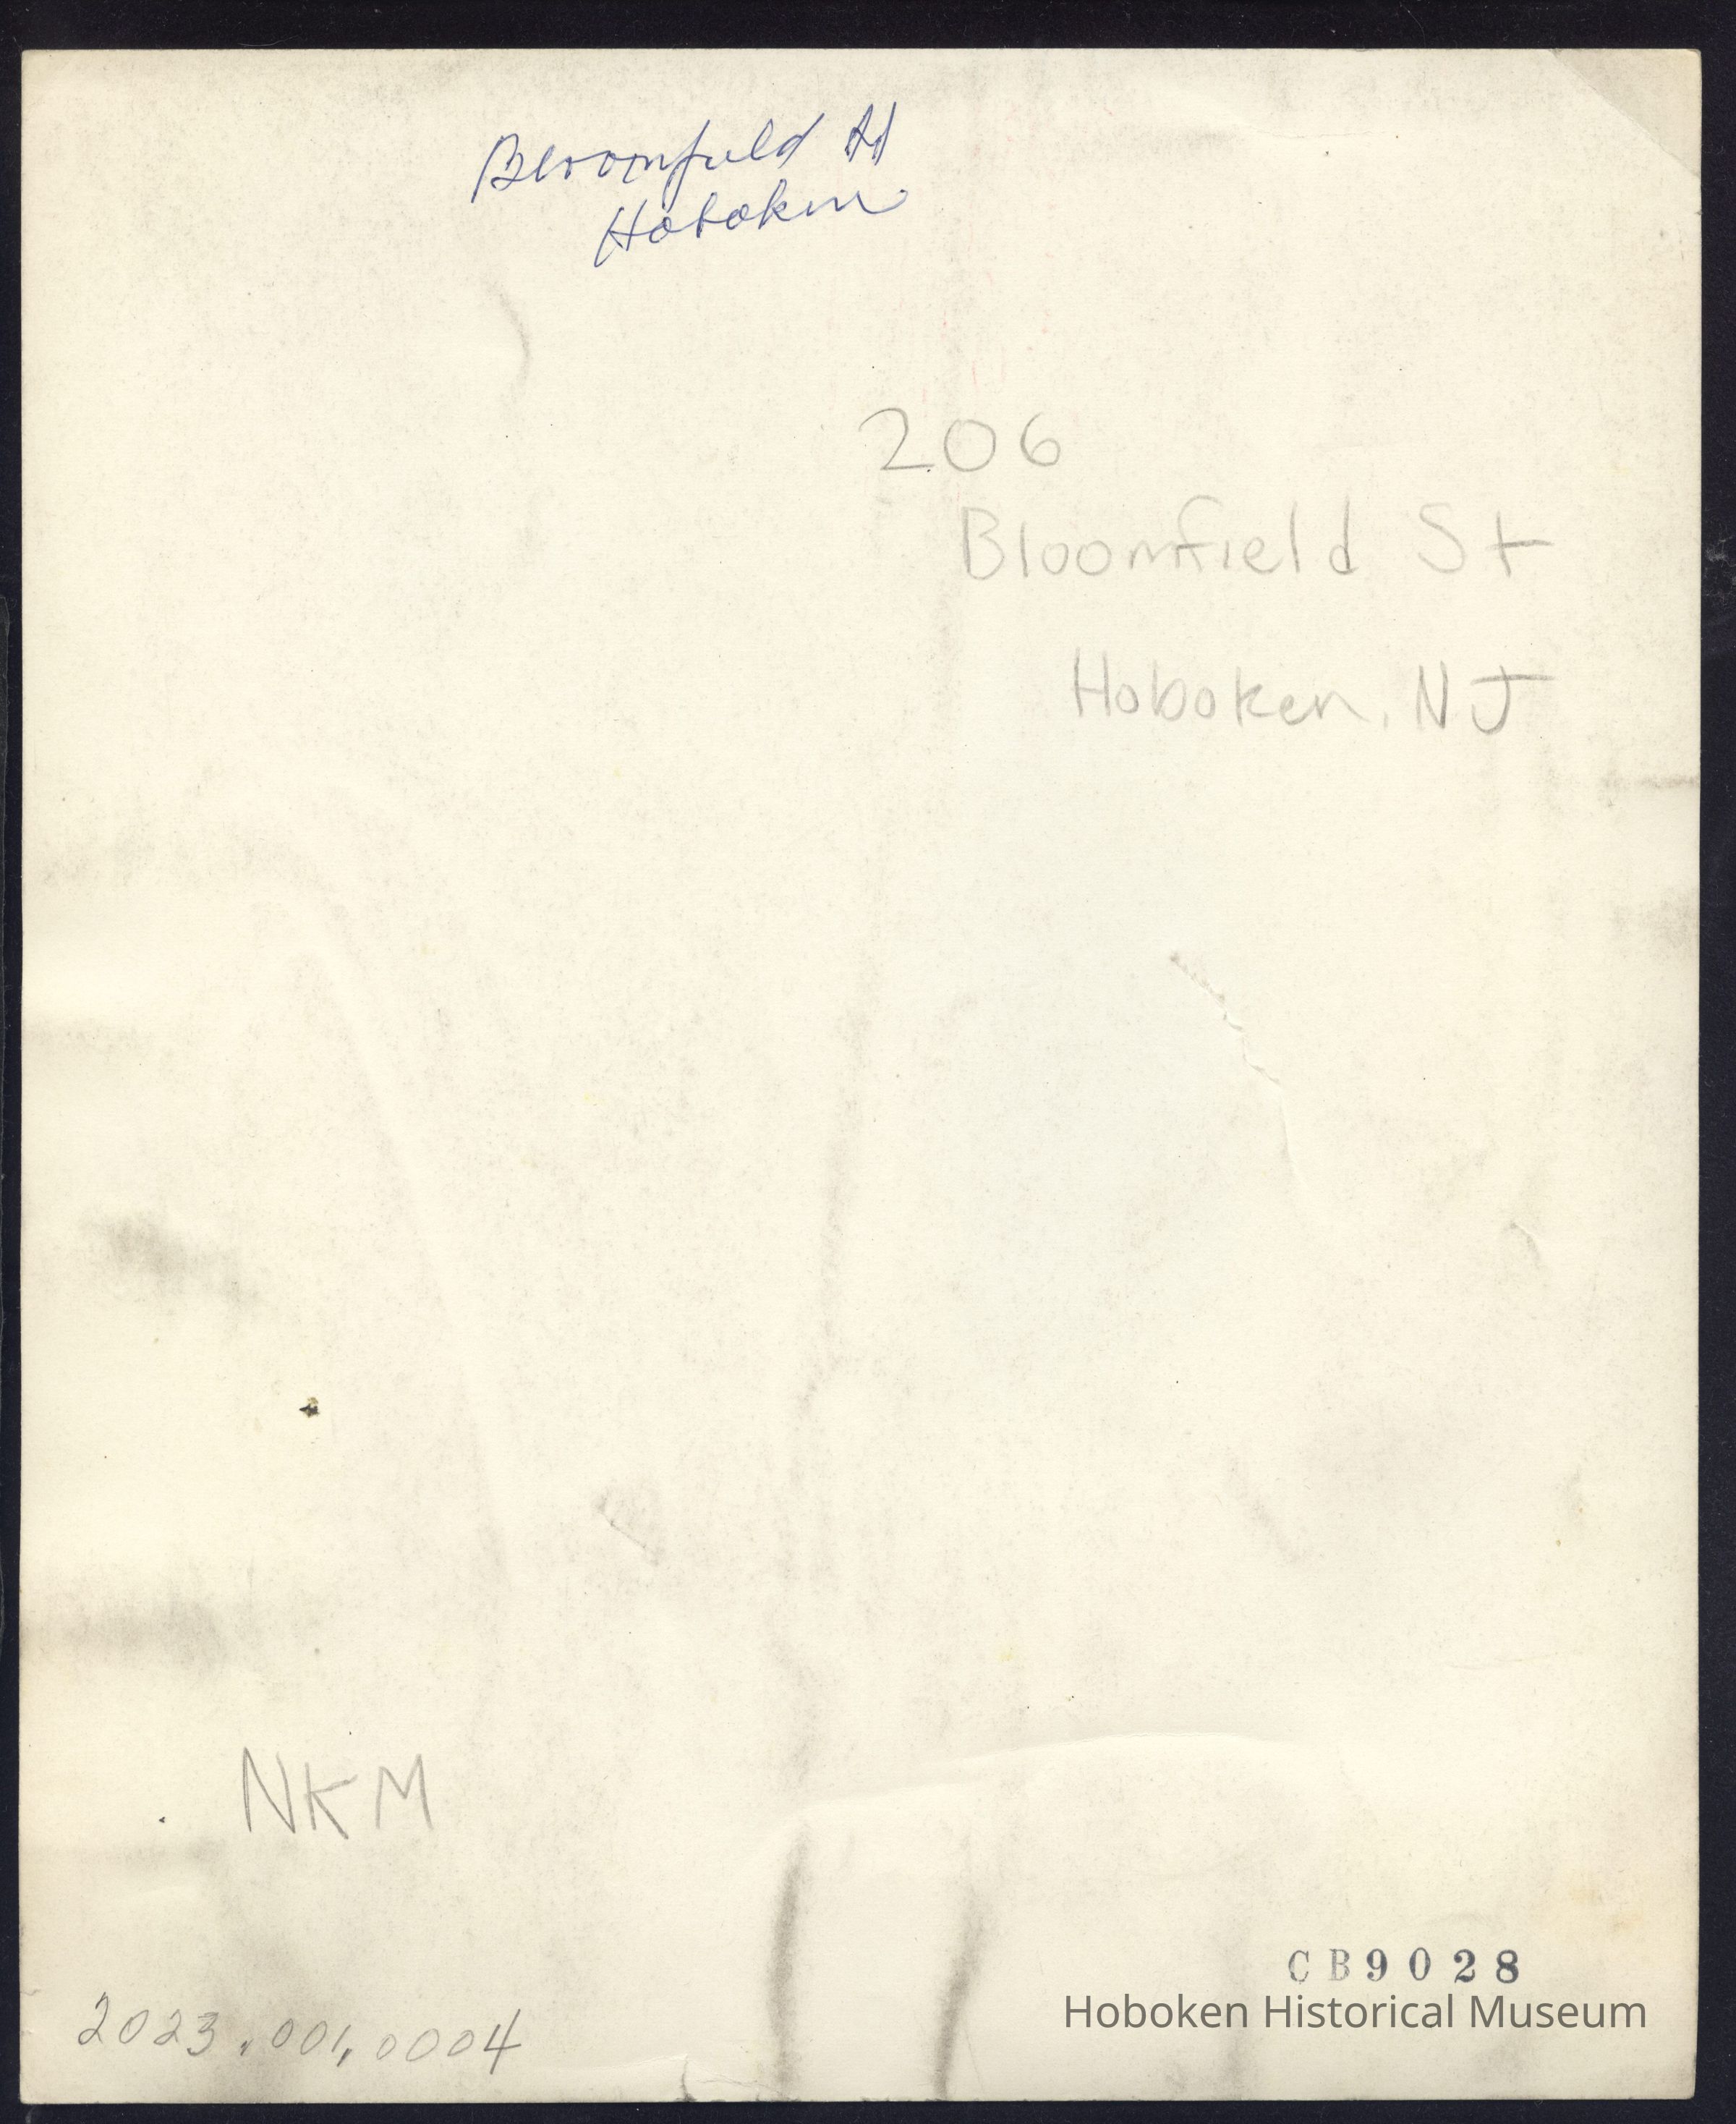 Bloomfield St
Hoboken
206
Bloomfield St
Hoboken, NJ
NKM
CB9028
Hoboken Historical Museum
2023.001.0004